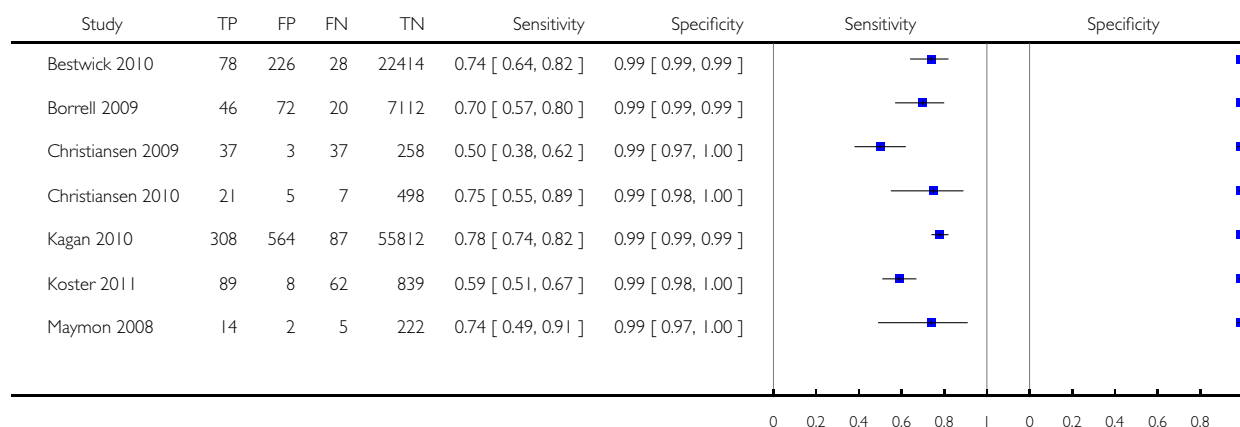 Study TP FP FN TN Sensitivity Specificity Sensitivity Specificity
Bestwick 2010 78 226 28 22414 0.74 [ 0.64, 0.82 ] 0.99 [ 0.99, 0.99 ]
Borrell 2009 46 72 20 7112 0.70 [ 0.57, 0.80 ] 0.99 [ 0.99, 0.99 ]
Christiansen 2009 37 3 37 258 0.50 [ 0.38, 0.62 ] 0.99 [ 0.97, 1.00 ]
Christiansen 2010 21 5 7 498 0.75 [ 0.55, 0.89 ] 0.99 [ 0.98, 1.00 ]
Kagan 2010 308 564 87 55812 0.78 [ 0.74, 0.82 ] 0.99 [ 0.99, 0.99 ]
Koster 2011 89 8 62 839 0.59 [ 0.51, 0.67 ] 0.99 [ 0.98, 1.00 ]
Maymon 2008 14 2 5 222 0.74 [ 0.49, 0.91 ] 0.99 [ 0.97, 1.00 ]
0 0.2 0.4 0.6 0.8 1 0 0.2 0.4 0.6 0.8